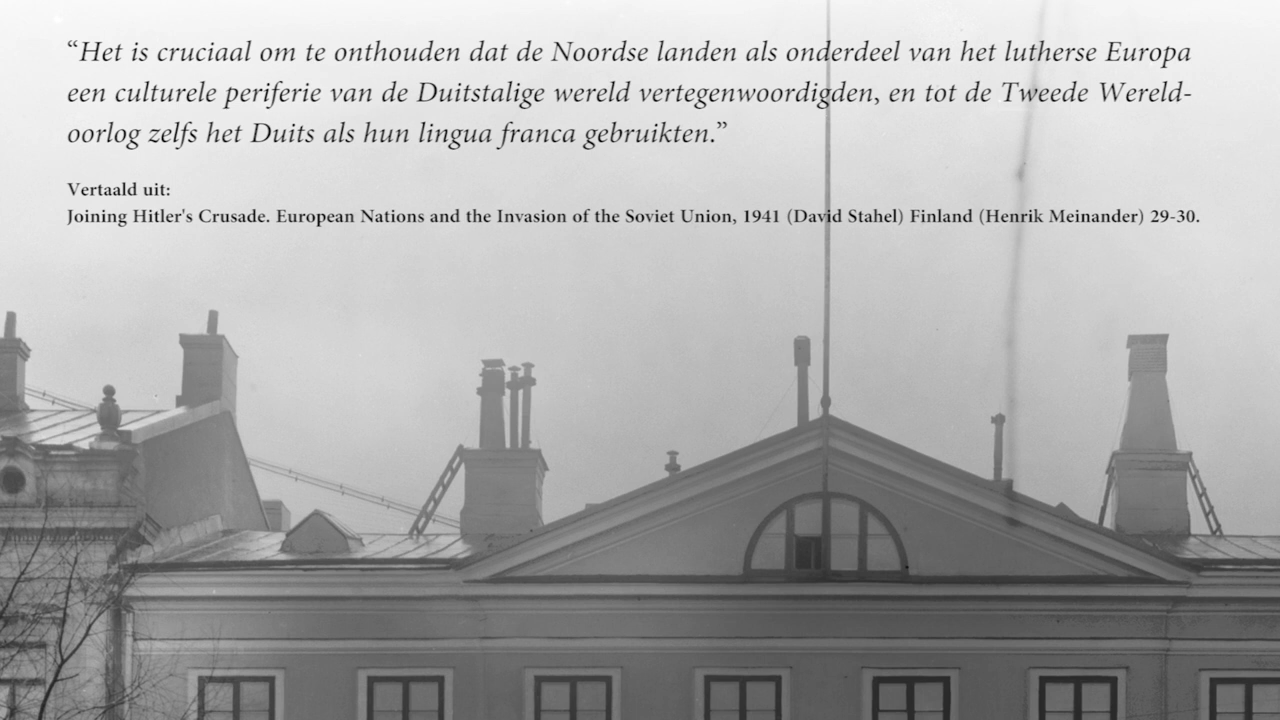 “Het is cruciaal om te onthouden dat de Noordse landen als onderdeel van het lutherse Europa
een culturele periferie van de Duitstalige wereld vertegenwoordigden, en tot de Tweede Wereld-
oorlog zelfs het Duits als hun lingua franca gebruikten.”
Vertaald uit:
Joining Hitler's Crusade. European Nations and the Invasion of the Soviet Union, 1941 (David Stahel) Finland (Henrik Meinander) 29-30.